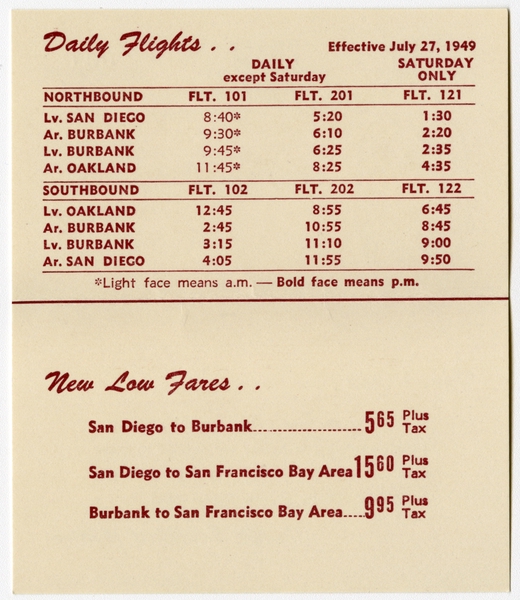 Daily Flights . .
Effective July 27, 1949
DAILY
except Saturday
SATURDAY
ONLY
NORTHBOUND FLT. 101 FLT. 201 FLT. 121
Lv. SAN DIEGO 8:40* 5:20 1:30
Ar. BURBANK 9:30* 6:10 2:20
Lv. BURBANK 9:45* 6:25 2:35
Ar. OAKLAND 11:45* 8:25 4:35
SOUTHBOUND FLT. 102 FLT. 202 FLT. 122
Lv. OAKLAND 12:45 8:55 6:45
Ar. BURBANK 2:45 10:55 8:45
Lv. BURBANK 3:15 11:10 9:00
Ar. SAN DIEGO 4:05 11:55 9:50
*Light face means a.m. — Bold face means p.m.
New Low Fares . .
San Diego to Burbank................ 5 65 Plus Tax
San Diego to San Francisco Bay Area 15 60 Plus Tax
Burbank to San Francisco Bay Area..... 9 95 Plus Tax